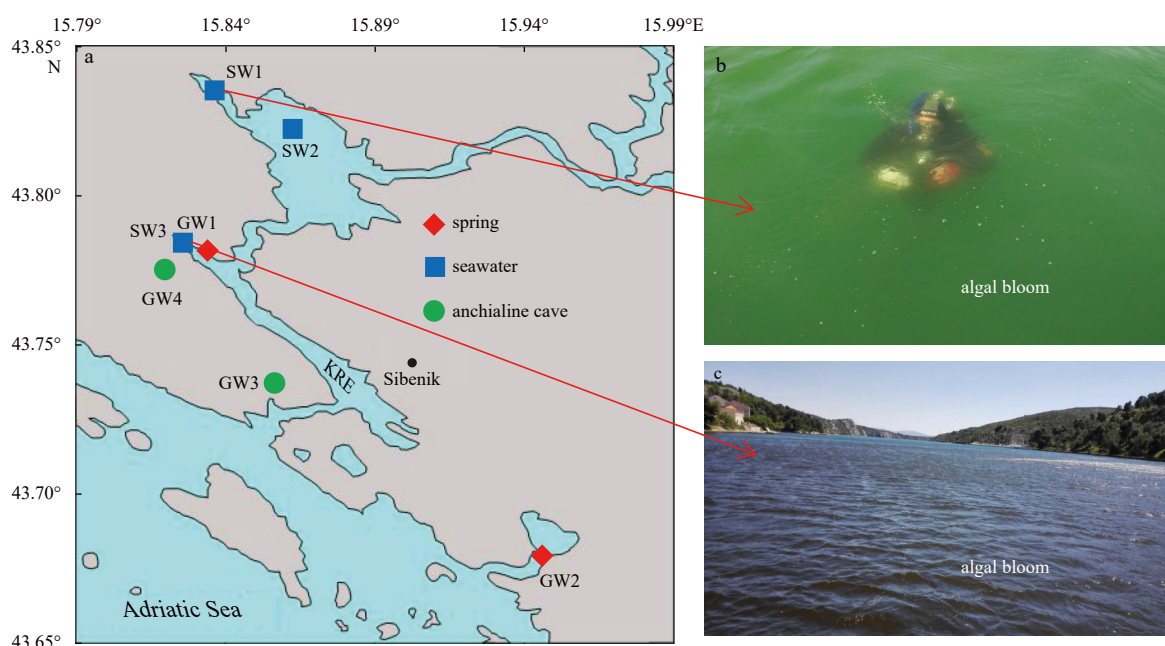 15.79° 15.84° 15.89° 15.94° 15.99°E
43.85°
N
a
SW1
SW2
43.80°
SW3 GW1
spring
seawater
GW4
anchialine cave
43.75°
KRE
Sibenik
GW3
43.70°
GW2
Adriatic Sea
43.65°
b
algal bloom
c
algal bloom